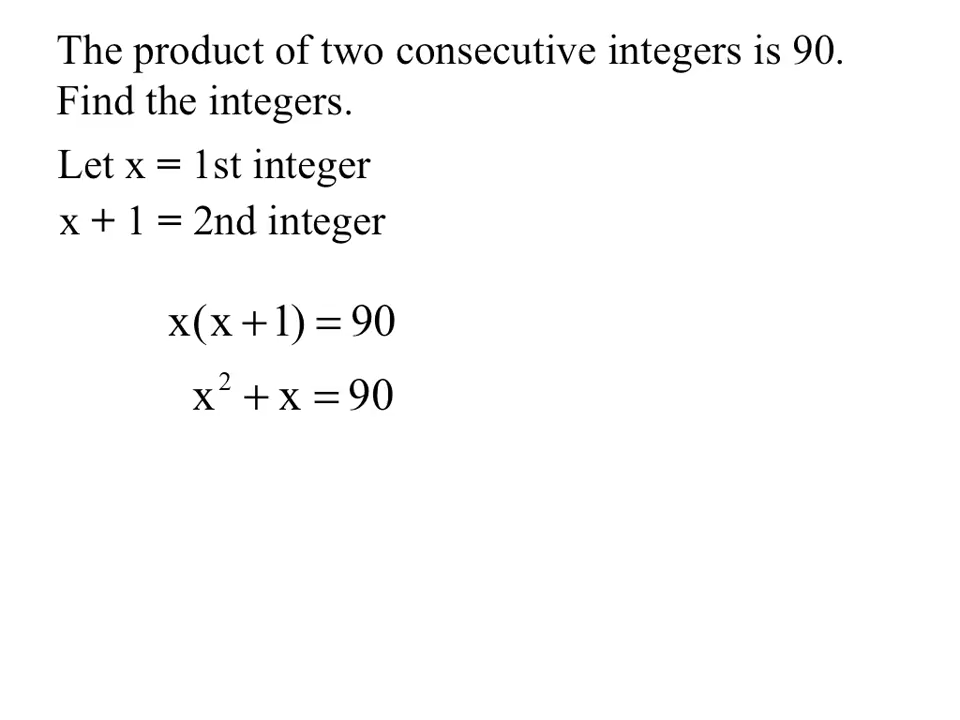 The product of two consecutive integers is 90.
Find the integers.
Let x = 1st integer
x + 1 = 2nd integer
x(x+1) = 90
x² + x = 90